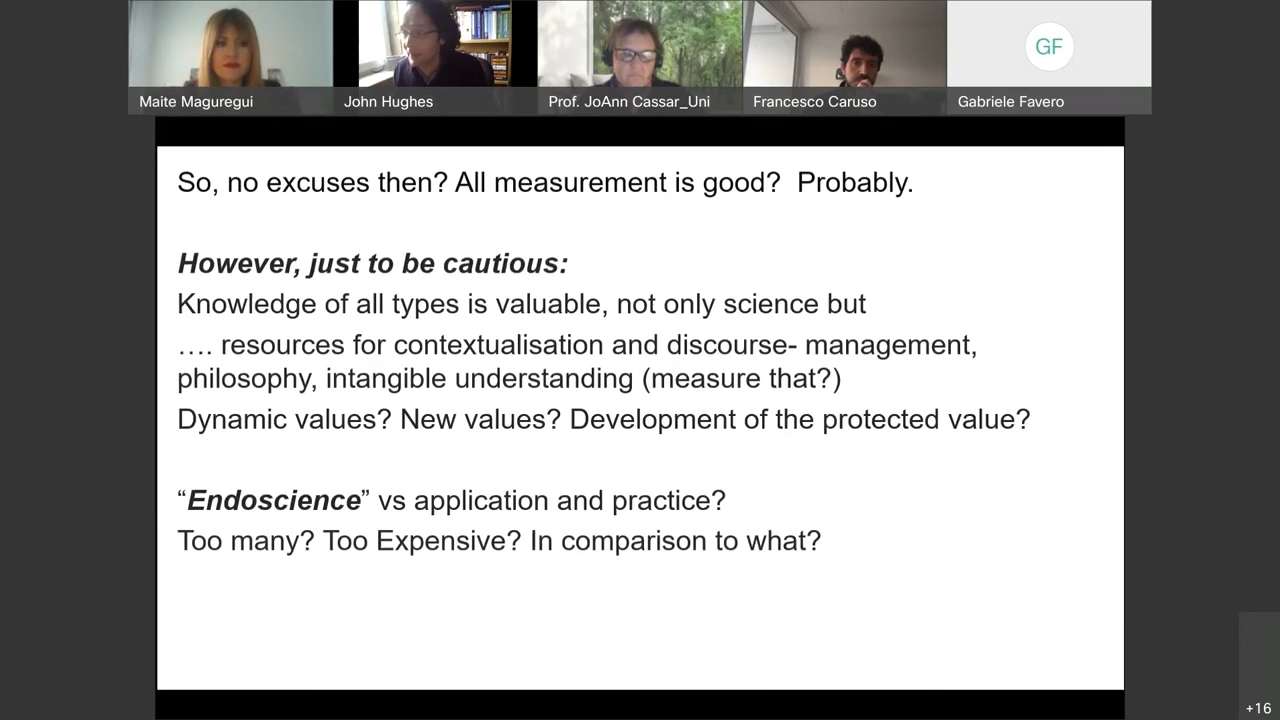 GF
Maite Maguregui
John Hughes
Prof. JoAnn Cassar_Uni
Francesco Caruso
Gabriele Favero
So, no excuses then? All measurement is good?  Probably.
However, just to be cautious:
Knowledge of all types is valuable, not only science but
…. resources for contextualisation and discourse- management,
philosophy, intangible understanding (measure that?)
Dynamic values? New values? Development of the protected value?
“Endoscience” vs application and practice?
Too many? Too Expensive? In comparison to what?
+16